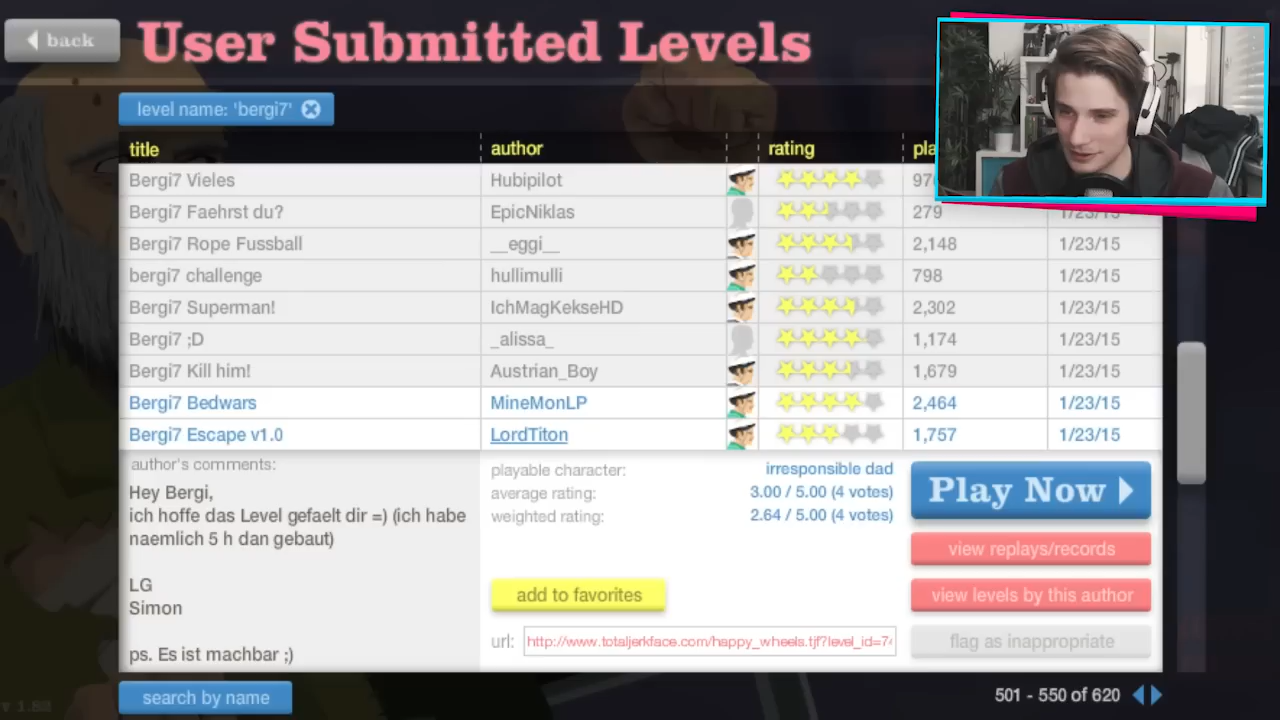 back
User Submitted Levels
level name: 'bergi7'
title author rating
Bergi7 Vieles Hubipilot
Bergi7 Faehrst du? EpicNiklas 279 1/23/15
Bergi7 Rope Fussball __eggi__ 2,148 1/23/15
bergi7 challenge hullimulli 798 1/23/15
Bergi7 Superman! IchMagKekseHD 2,302 1/23/15
Bergi7 ;D _alissa_ 1,174 1/23/15
Bergi7 Kill him! Austrian_Boy 1,679 1/23/15
Bergi7 Bedwars MineMonLP 2,464 1/23/15
Bergi7 Escape v1.0 LordTiton 1,757 1/23/15
author's comments:
Hey Bergi,
ich hoffe das Level gefaelt dir =) (ich habe
naemlich 5 h dan gebaut)
LG
Simon
ps. Es ist machbar ;)
playable character: irresponsible dad
average rating: 3.00 / 5.00 (4 votes)
weighted rating: 2.64 / 5.00 (4 votes)
add to favorites
url: http://www.totaljerkface.com/happy_wheels.tjf?level_id=7
Play Now
view replays/records
view levels by this author
flag as inappropriate
search by name
501 - 550 of 620